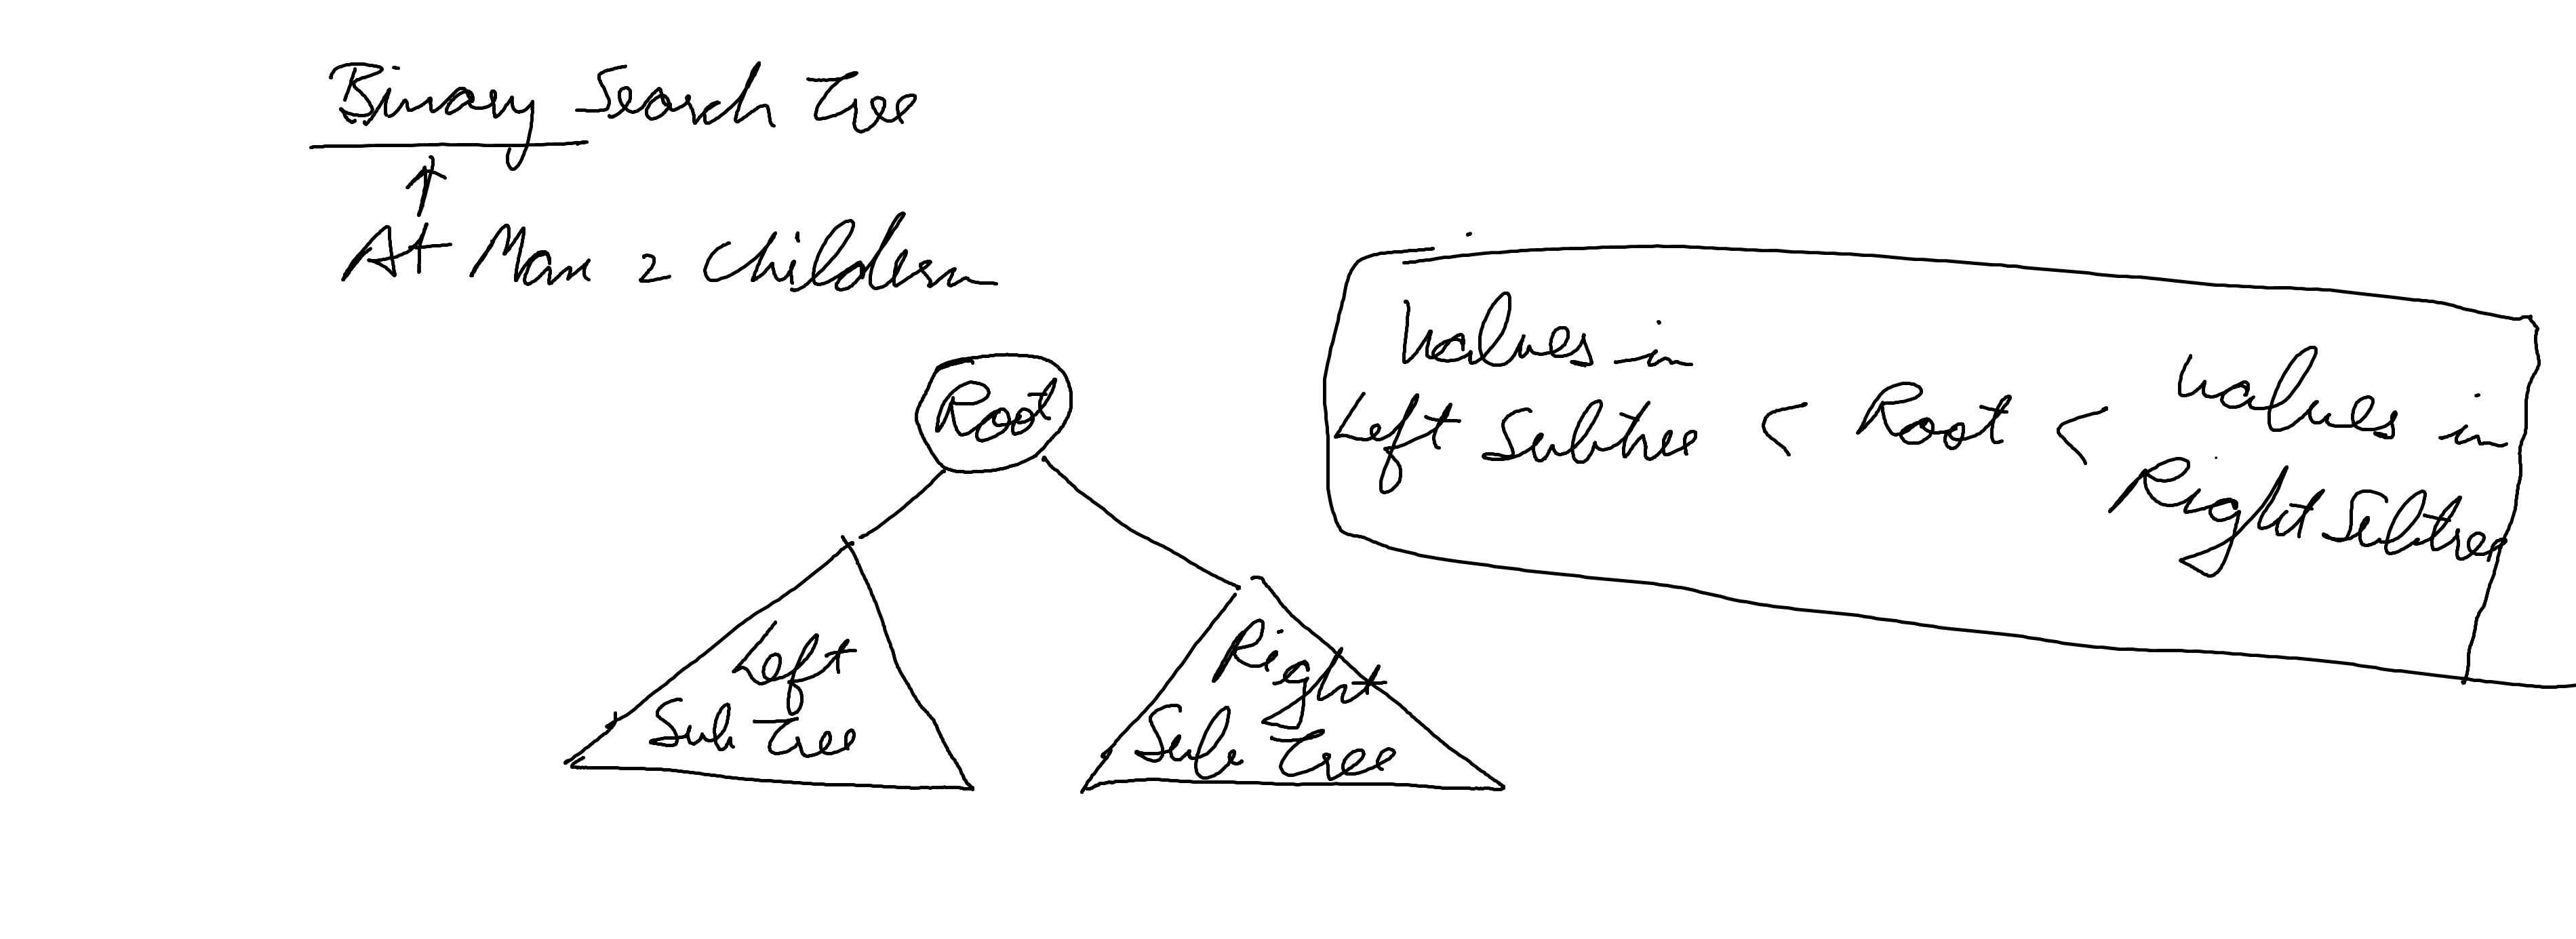 Binary Search Tree
At Max 2 Children
Root
Left
Sub Tree
Right
Sub Tree
Values in
Left Subtree < Root < Values in
Right Subtree